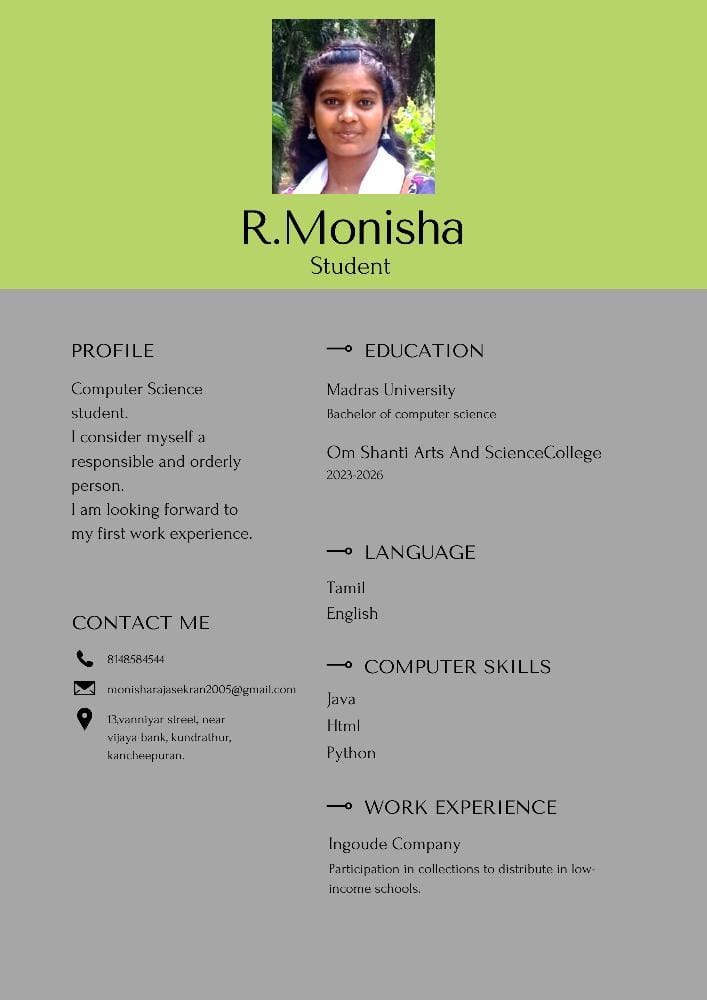 R.Monisha
Student
PROFILE
Computer Science
student.
I consider myself a
responsible and orderly
person.
I am looking forward to
my first work experience.
CONTACT ME
8148584544
monisharajasekran2005@gmail.com
13,vanniyar street, near
vijaya bank, kundrathur,
kancheepuran.
EDUCATION
Madras University
Bachelor of computer science
Om Shanti Arts And ScienceCollege
2023-2026
LANGUAGE
Tamil
English
COMPUTER SKILLS
Java
Html
Python
WORK EXPERIENCE
Ingoude Company
Participation in collections to distribute in low-
income schools.